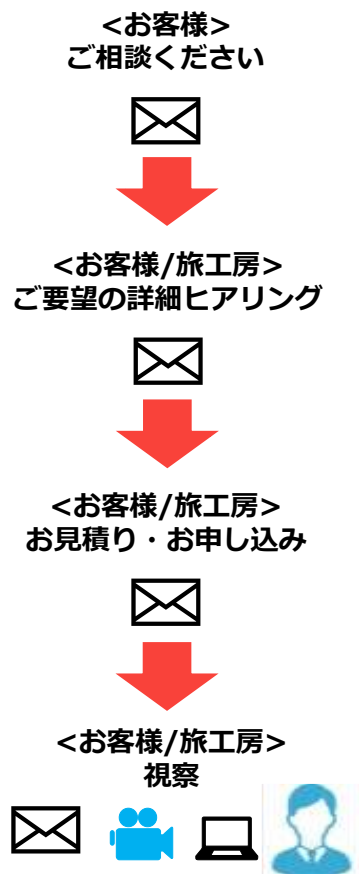 <お客様>
ご相談ください
<お客様/旅工房>
ご要望の詳細ヒアリング
<お客様/旅工房>
お見積り・お申し込み
<お客様/旅工房>
視察